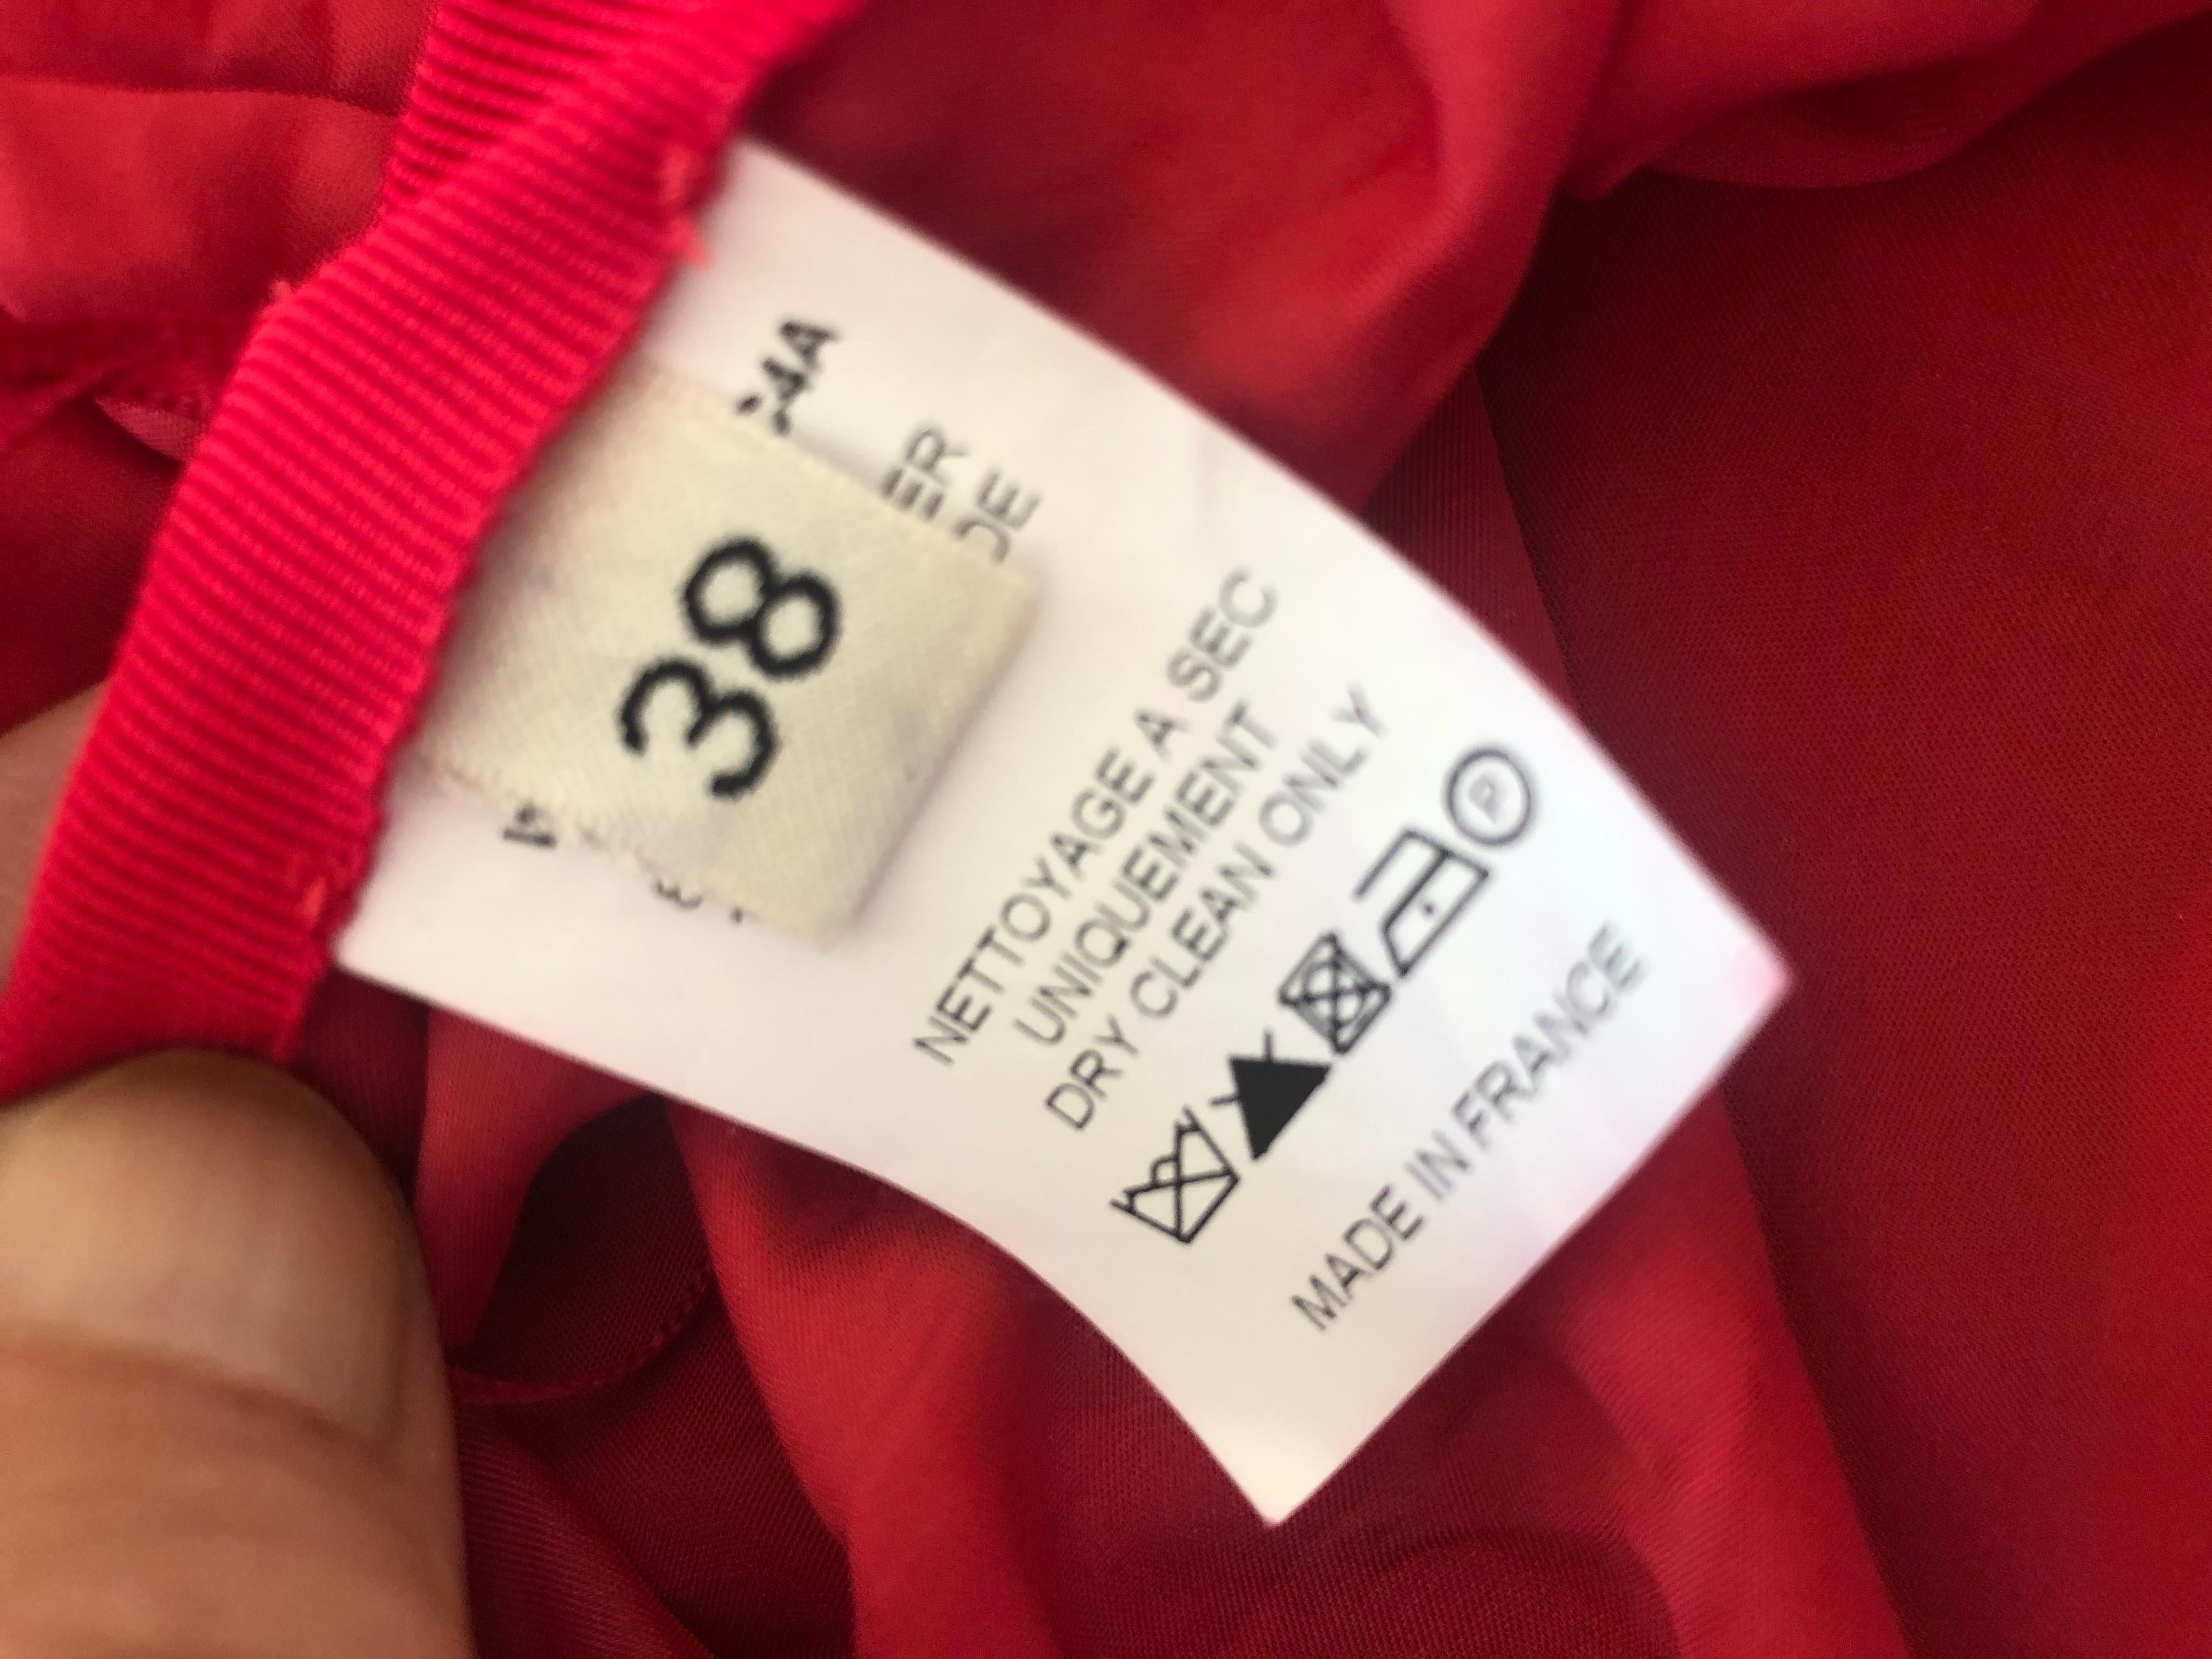 38
NETTOYAGE A SEC
UNIQUEMENT
DRY CLEAN ONLY
P
MADE IN FRANCE